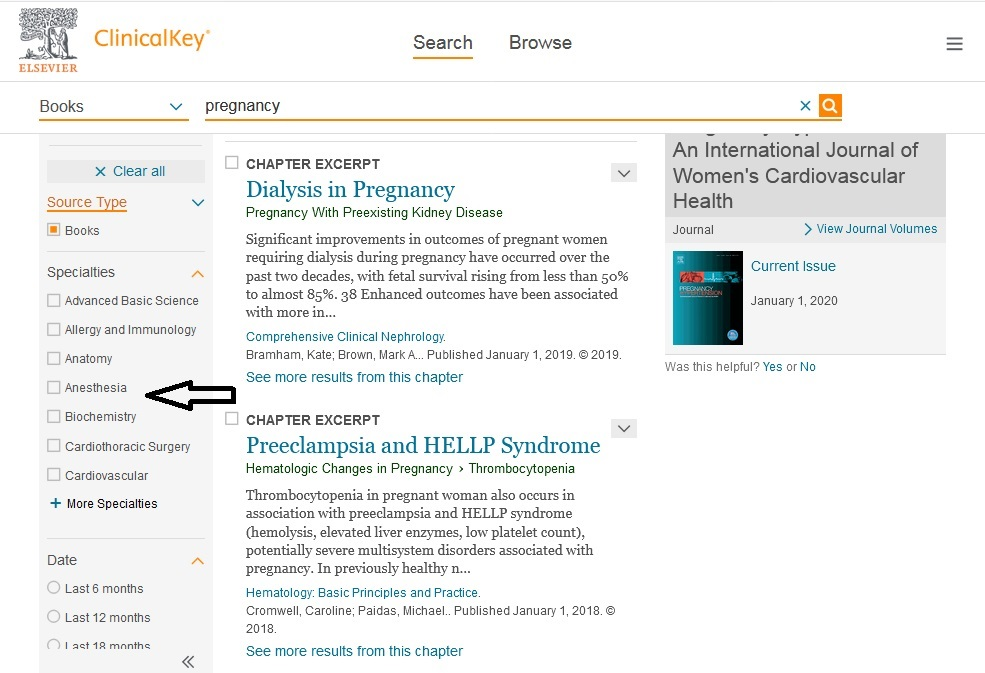 ELSEVIER
ClinicalKey®
Search
Browse
Books
pregnancy
Clear all
Source Type
Books
Specialties
Advanced Basic Science
Allergy and Immunology
Anatomy
Anesthesia
Biochemistry
Cardiothoracic Surgery
Cardiovascular
+ More Specialties
Date
Last 6 months
Last 12 months
Last 18 months
CHAPTER EXCERPT
Dialysis in Pregnancy
Pregnancy With Preexisting Kidney Disease
Significant improvements in outcomes of pregnant women
requiring dialysis during pregnancy have occurred over the
past two decades, with fetal survival rising from less than 50%
to almost 85%. 38 Enhanced outcomes have been associated
with more in...
Comprehensive Clinical Nephrology.
Bramham, Kate; Brown, Mark A... Published January 1, 2019. © 2019.
See more results from this chapter
CHAPTER EXCERPT
Preeclampsia and HELLP Syndrome
Hematologic Changes in Pregnancy › Thrombocytopenia
Thrombocytopenia in pregnant woman also occurs in
association with preeclampsia and HELLP syndrome
(hemolysis, elevated liver enzymes, low platelet count),
potentially severe multisystem disorders associated with
pregnancy. In previously healthy n...
Hematology: Basic Principles and Practice.
Cromwell, Caroline; Paidas, Michael.. Published January 1, 2018. ©
2018.
See more results from this chapter
An International Journal of
Women's Cardiovascular
Health
Journal
View Journal Volumes
PREGNANCY
HYPERTENSION
Current Issue
January 1, 2020
Was this helpful? Yes or No